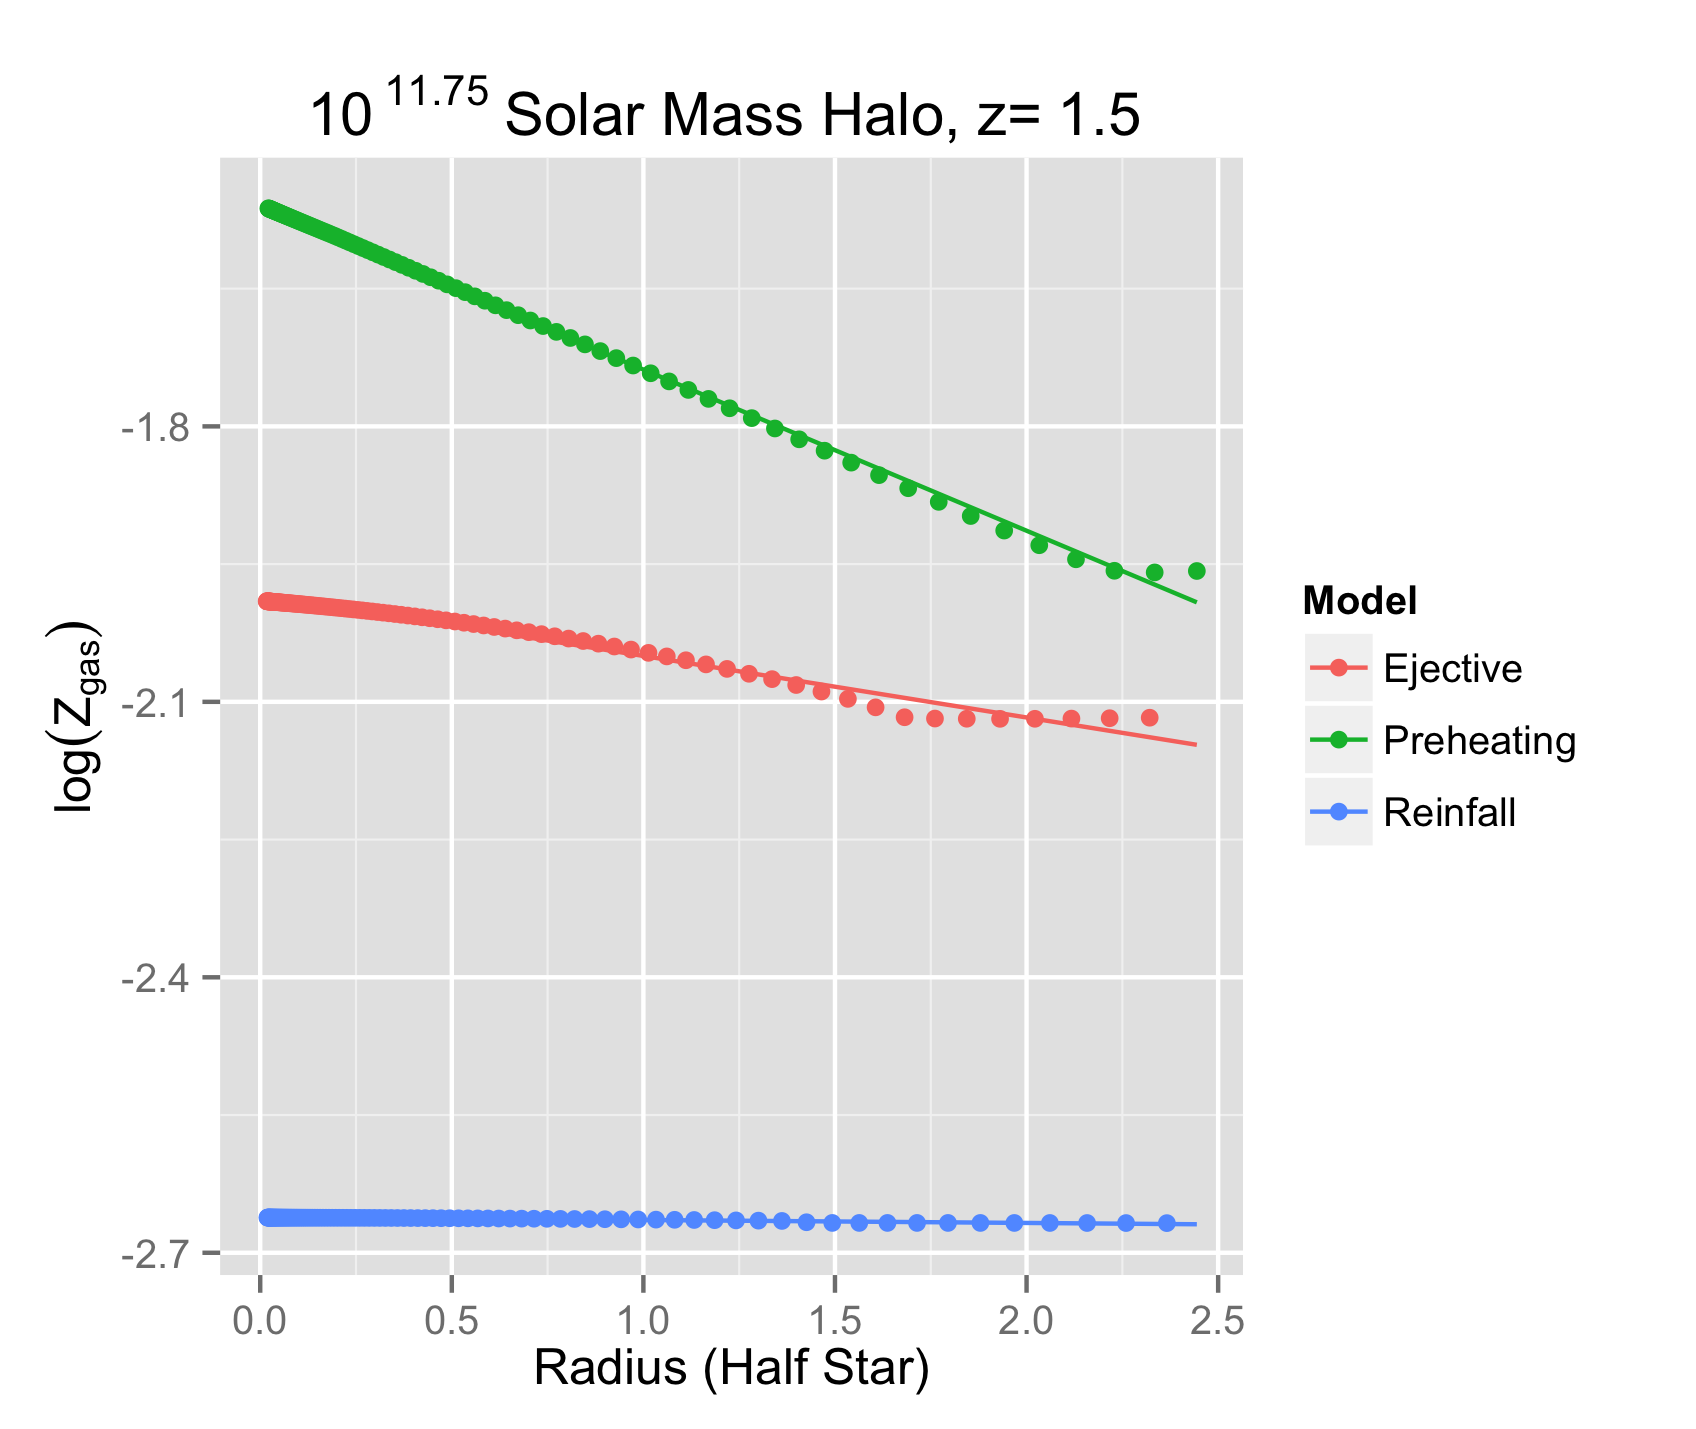 10 11.75 Solar Mass Halo, z= 1.5
-1.8
-2.1
-2.4
-2.7
log(Zgas)
0.0 0.5 1.0 1.5 2.0 2.5
Radius (Half Star)
Model
Ejective
Preheating
Reinfall